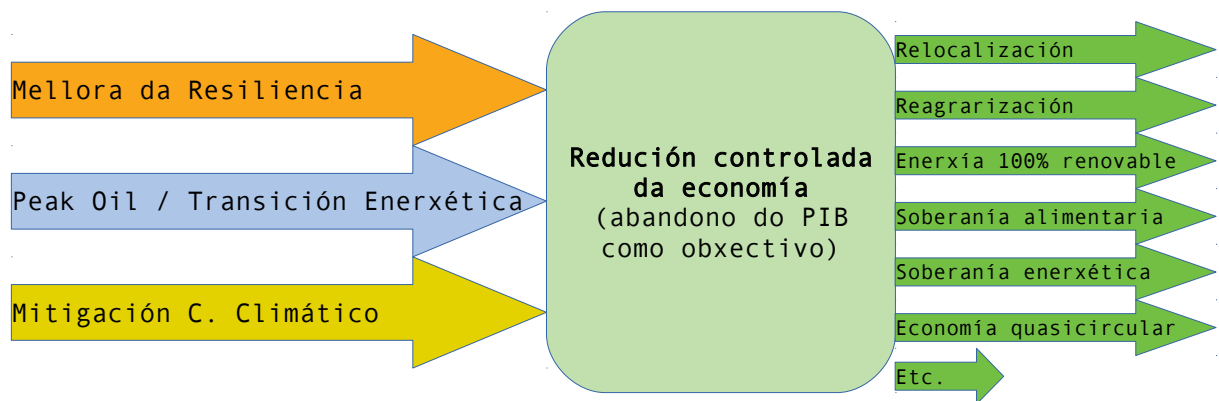 Mellora da Resiliencia
Peak Oil / Transición Enerxética
Mitigación C. Climático
Redución controlada
da economía
(abandono do PIB
como obxectivo)
Relocalización
Reagrarización
Enerxía 100% renovable
Soberanía alimentaria
Soberanía enerxética
Economía quasicircular
Etc.